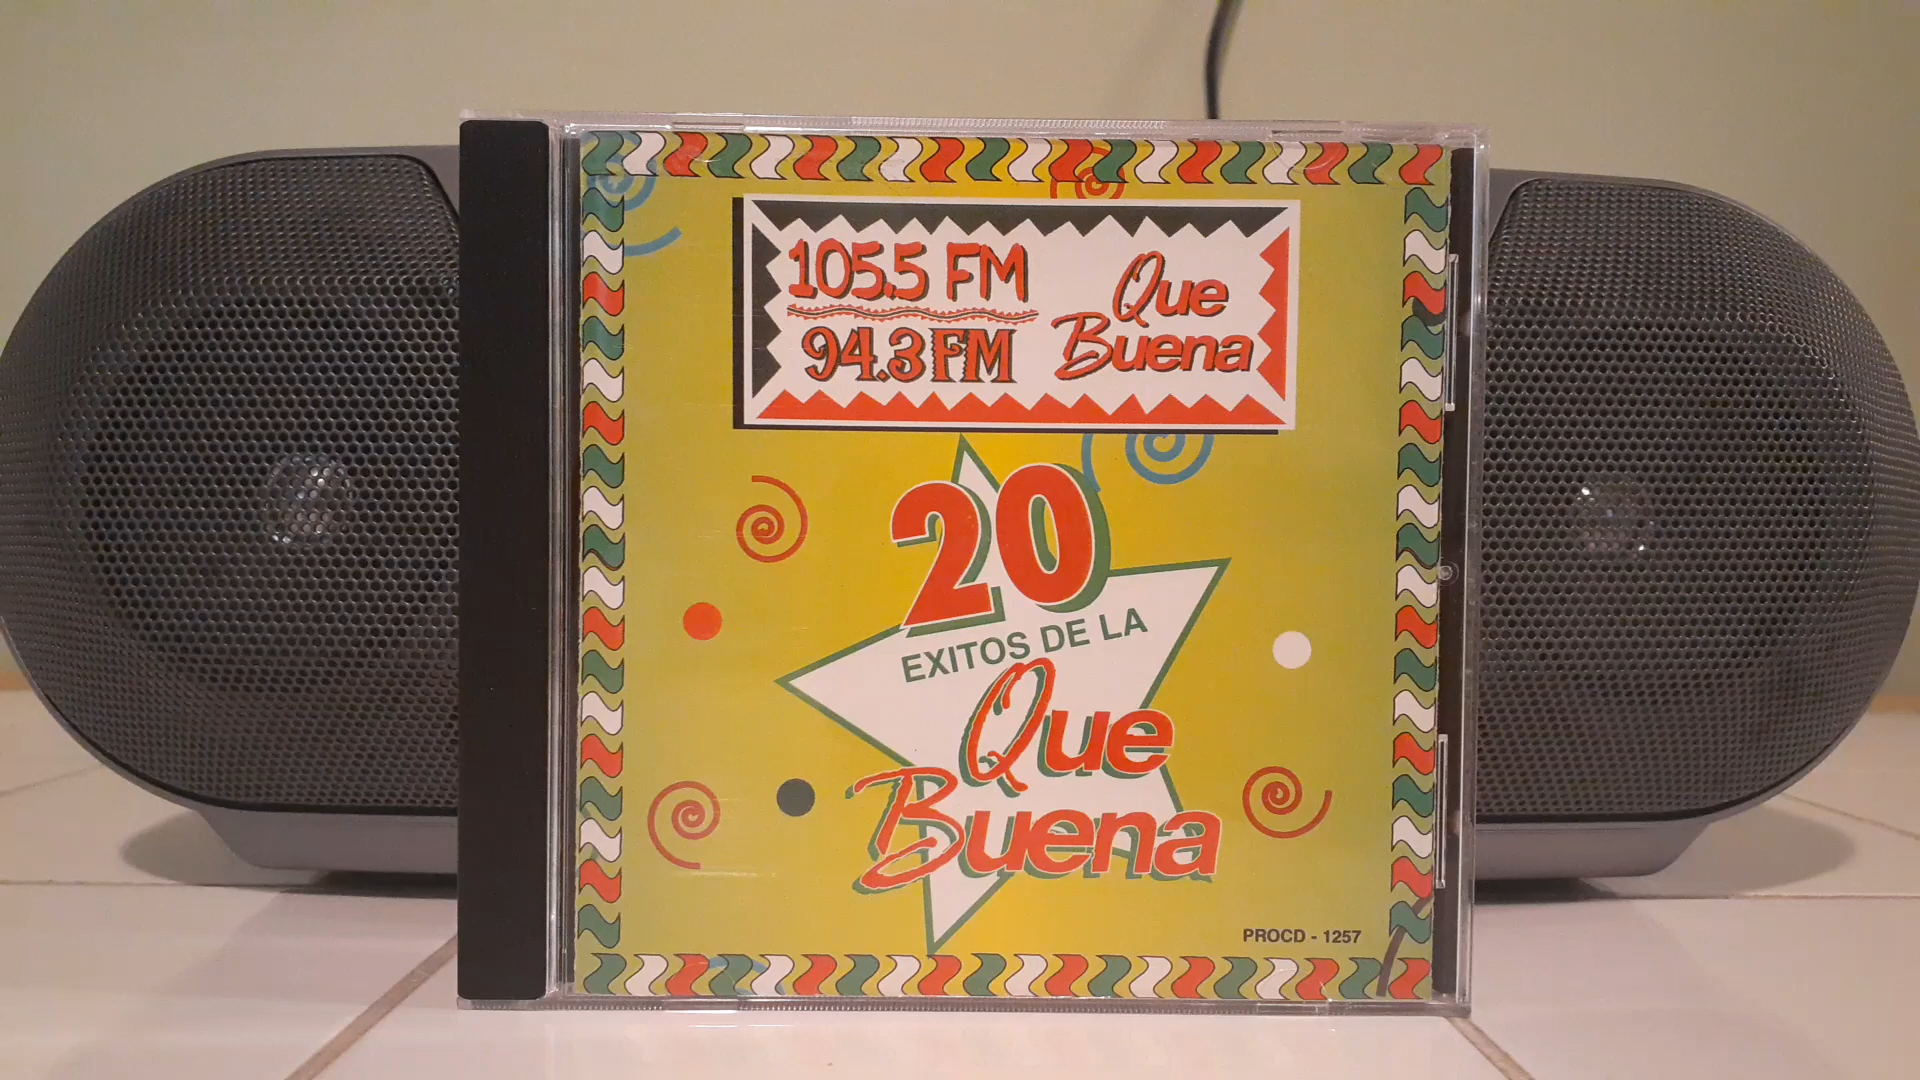 105.5 FM
94.3 FM
Que
Buena
20
EXITOS DE LA
Que
Buena
PROCD - 1257